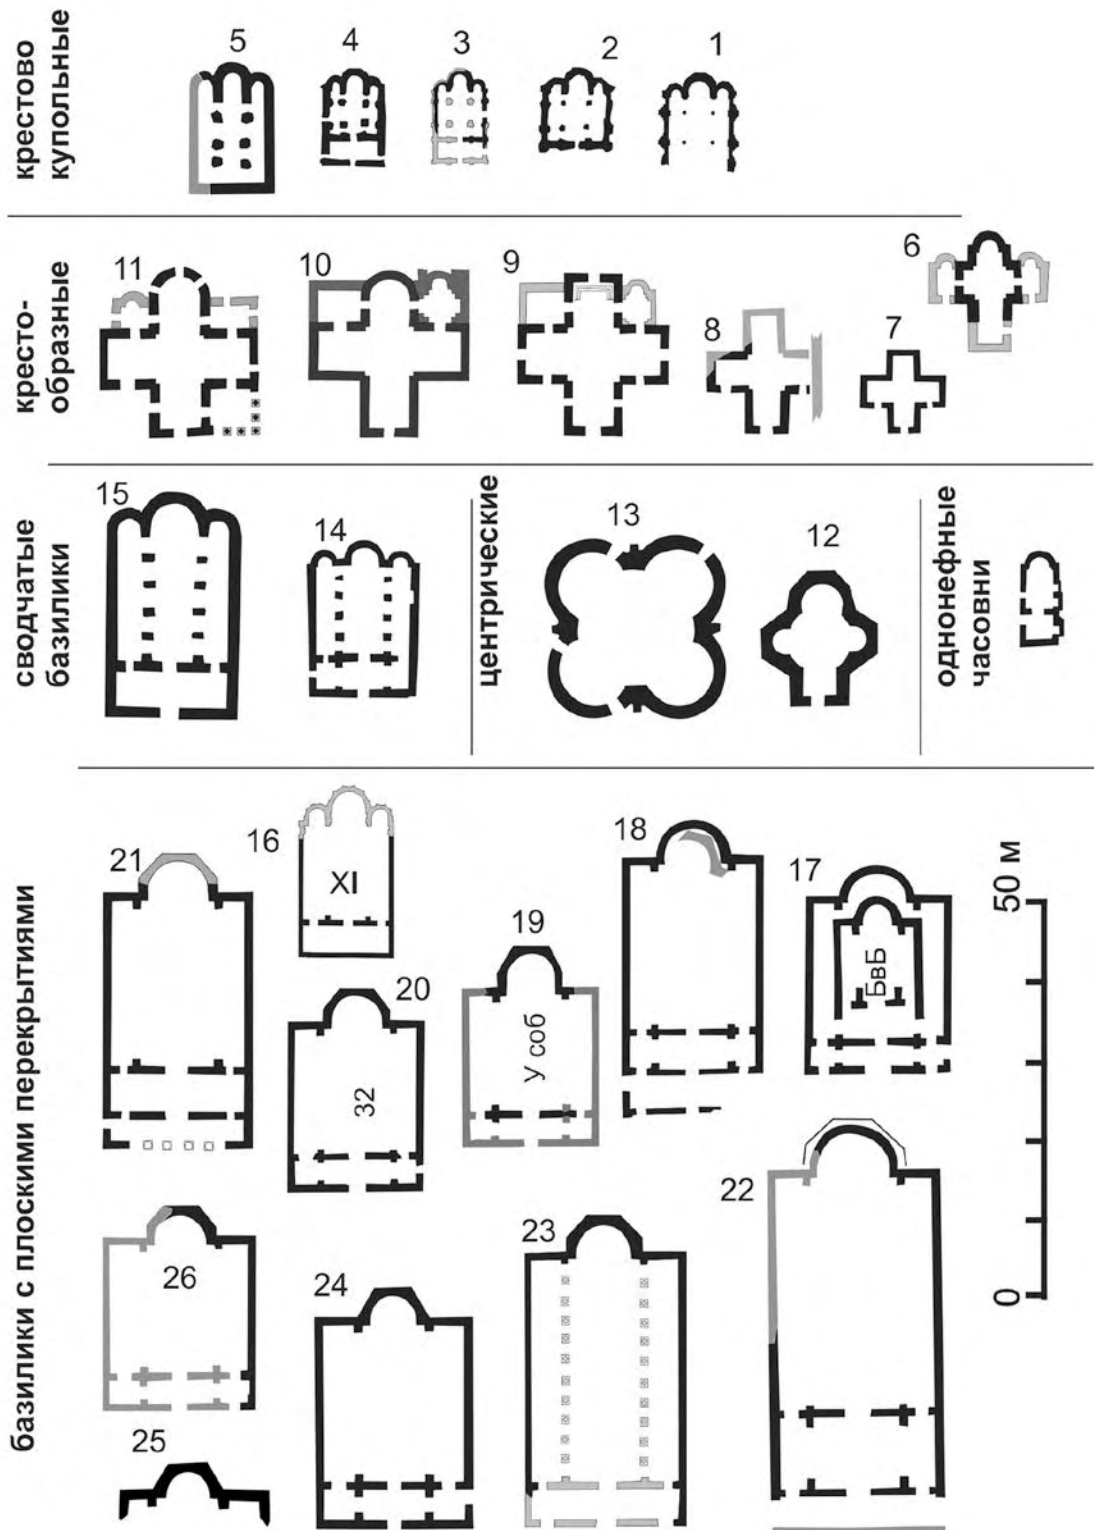 крестово
купольные
5
4
3
2
1
кресто-
образные
11
10
9
8
7
6
сводчатые
базилики
15
14
центрические
13
12
однонефные
часовни
базилики с плоскими перекрытиями
21
16
XI
20
32
19
У соб
18
17
БвБ
50 м
0
26
25
24
23
22